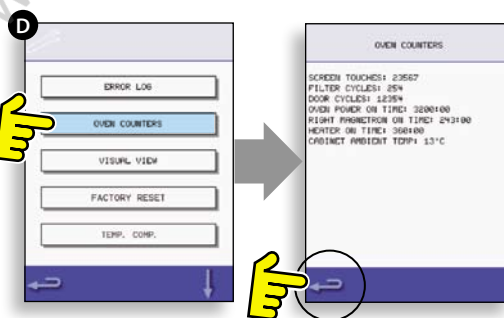 D
ERROR LOG
OVEN COUNTERS
VISUAL VIEW
FACTORY RESET
TEMP. COMP.
OVEN COUNTERS
SCREEN TOUCHES: 23567
FILTER CYCLES: 254
DOOR CYCLES: 12354
OVEN POWER ON TIME: 3200:00
RIGHT MAGNETRON ON TIME: 243:00
HEATER ON TIME: 360:00
CABINET AMBIENT TEMP: 13°C